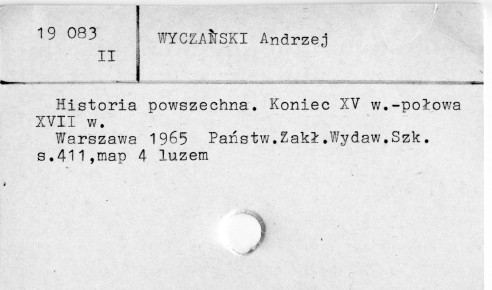 19 083
II
WYCZAŃSKI Andrzej
Historia powszechna. Koniec XV w.-połowa
XVII w.
Warszawa 1965 Państw.Zakł.Wydaw.Szk.
s.411,map 4 luzem